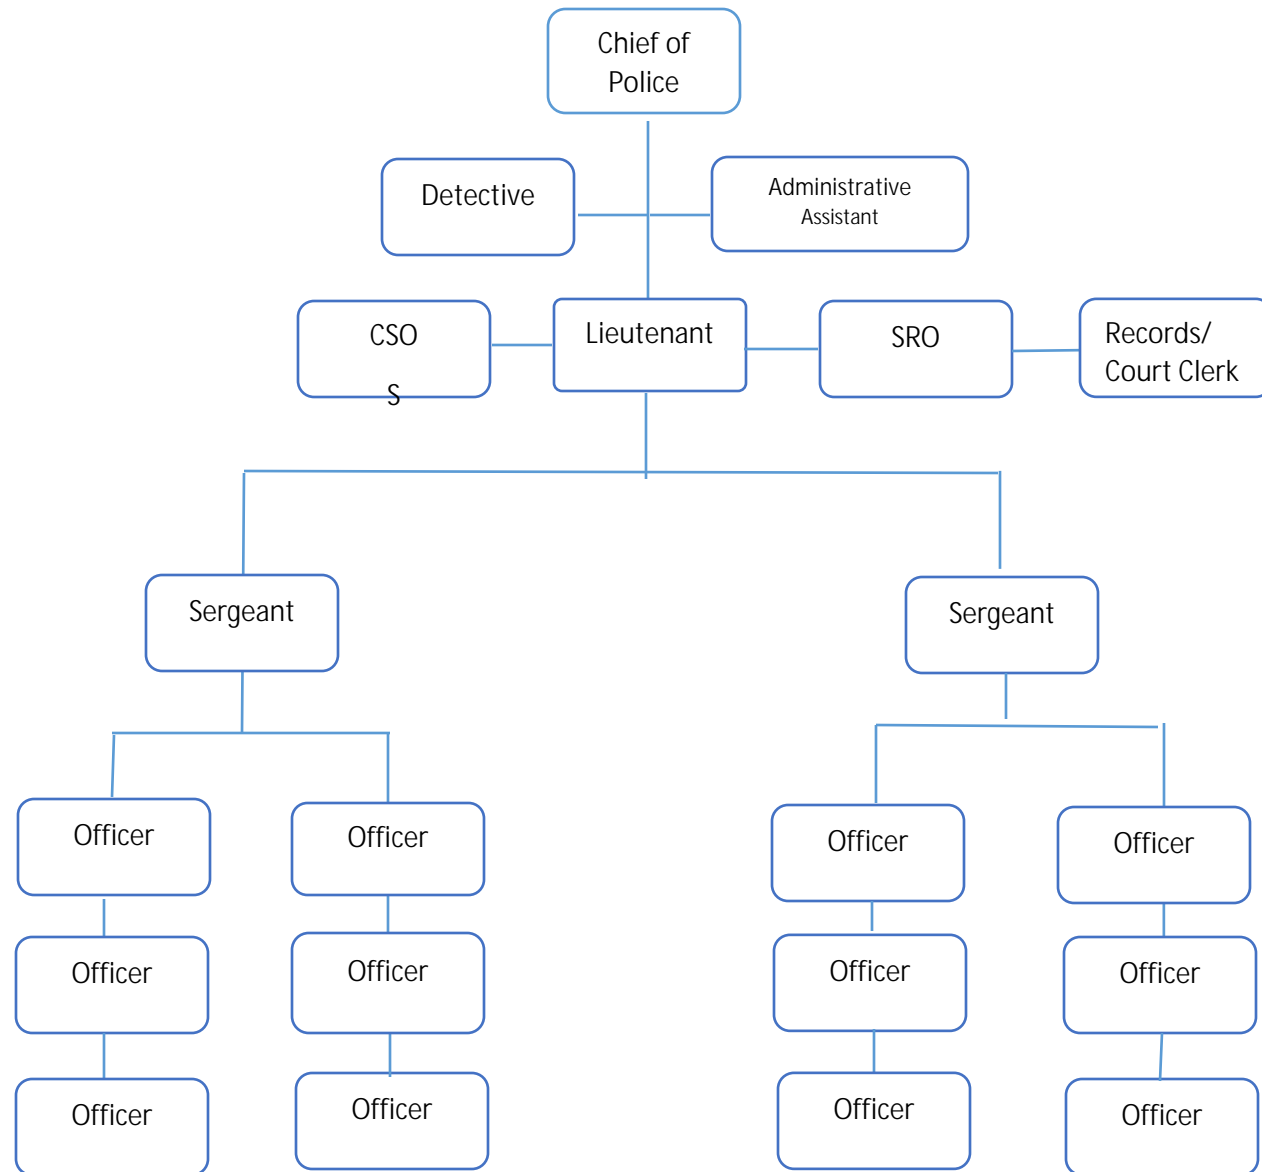 Chief of
Police
Detective
Administrative
Assistant
CSO
S
Lieutenant
SRO
Records/
Court Clerk
Sergeant
Sergeant
Officer
Officer
Officer
Officer
Officer
Officer
Officer
Officer
Officer
Officer
Officer
Officer